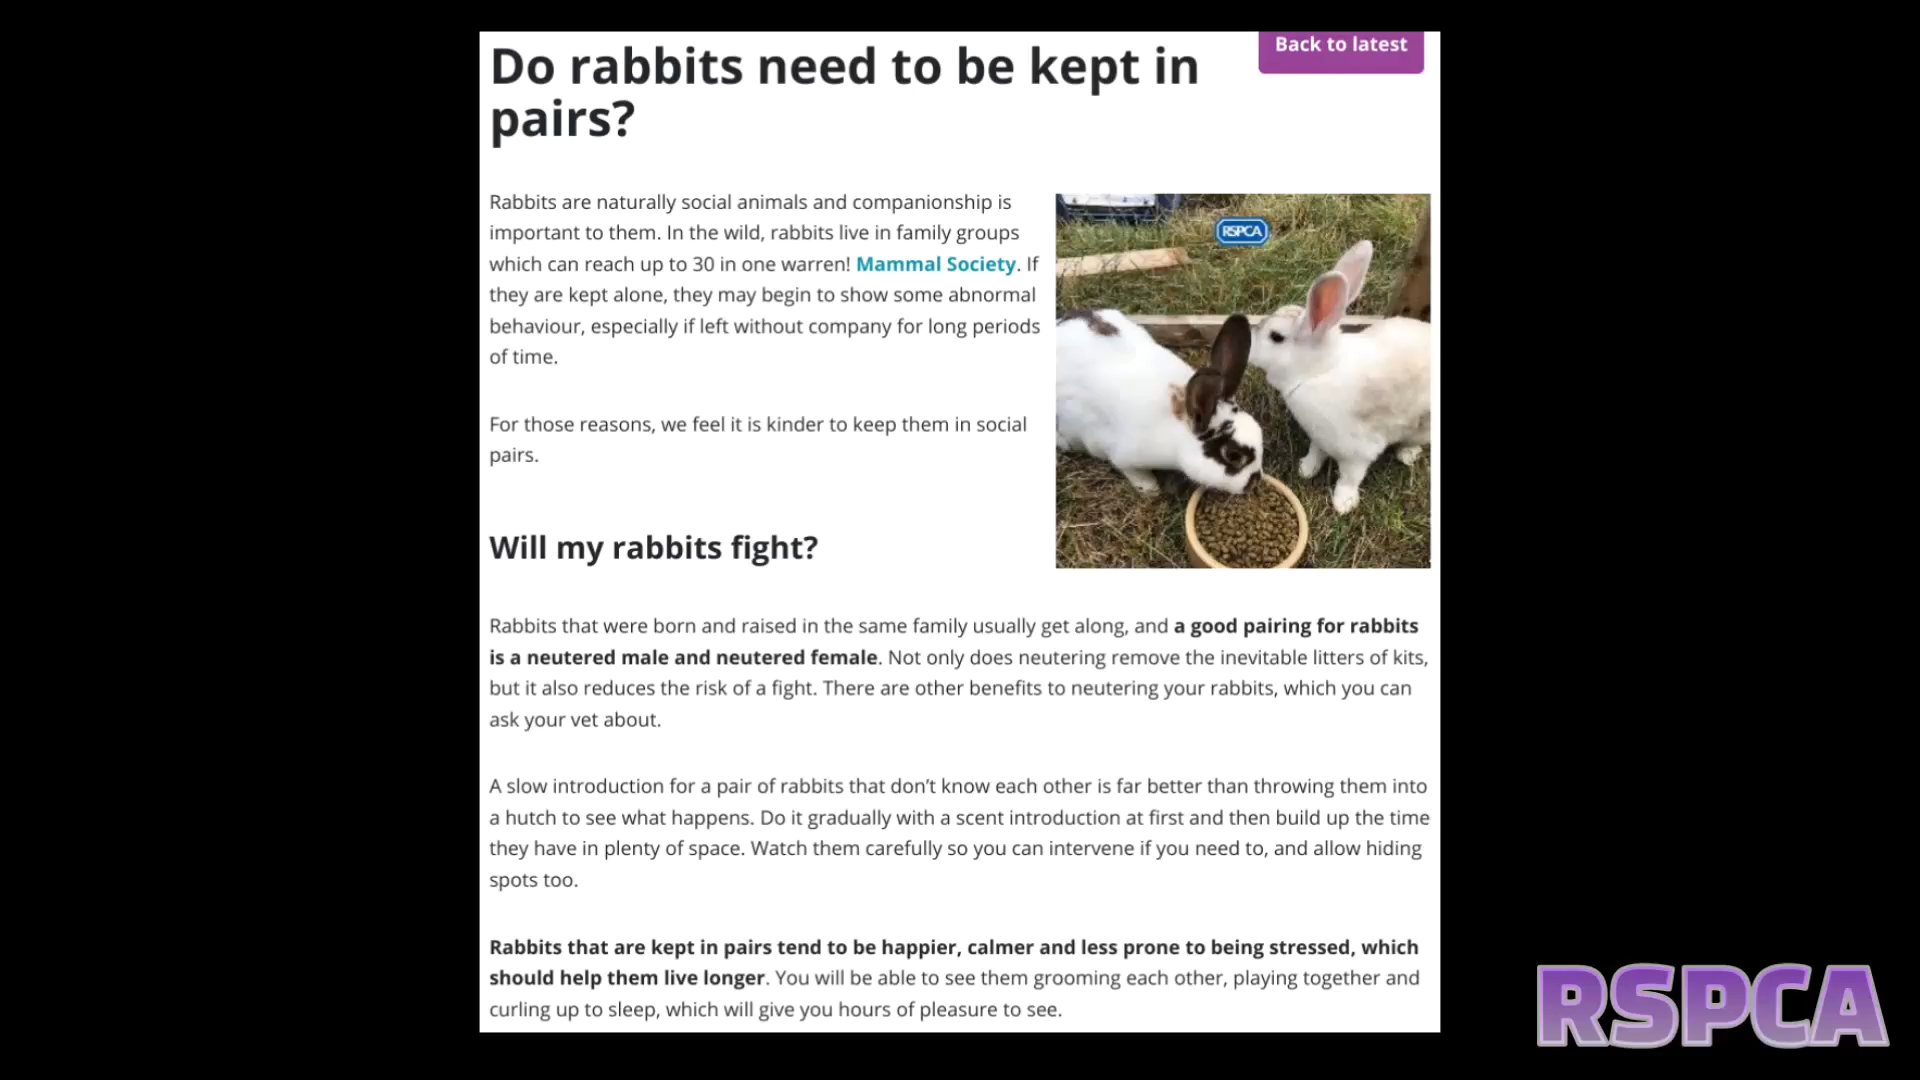 Back to latest
Do rabbits need to be kept in
pairs?
Rabbits are naturally social animals and companionship is
important to them. In the wild, rabbits live in family groups
which can reach up to 30 in one warren! Mammal Society. If
they are kept alone, they may begin to show some abnormal
behaviour, especially if left without company for long periods
of time.
For those reasons, we feel it is kinder to keep them in social
pairs.
RSPCA
Will my rabbits fight?
Rabbits that were born and raised in the same family usually get along, and a good pairing for rabbits
is a neutered male and neutered female. Not only does neutering remove the inevitable litters of kits,
but it also reduces the risk of a fight. There are other benefits to neutering your rabbits, which you can
ask your vet about.
A slow introduction for a pair of rabbits that don’t know each other is far better than throwing them into
a hutch to see what happens. Do it gradually with a scent introduction at first and then build up the time
they have in plenty of space. Watch them carefully so you can intervene if you need to, and allow hiding
spots too.
Rabbits that are kept in pairs tend to be happier, calmer and less prone to being stressed, which
should help them live longer. You will be able to see them grooming each other, playing together and
curling up to sleep, which will give you hours of pleasure to see.
RSPCA